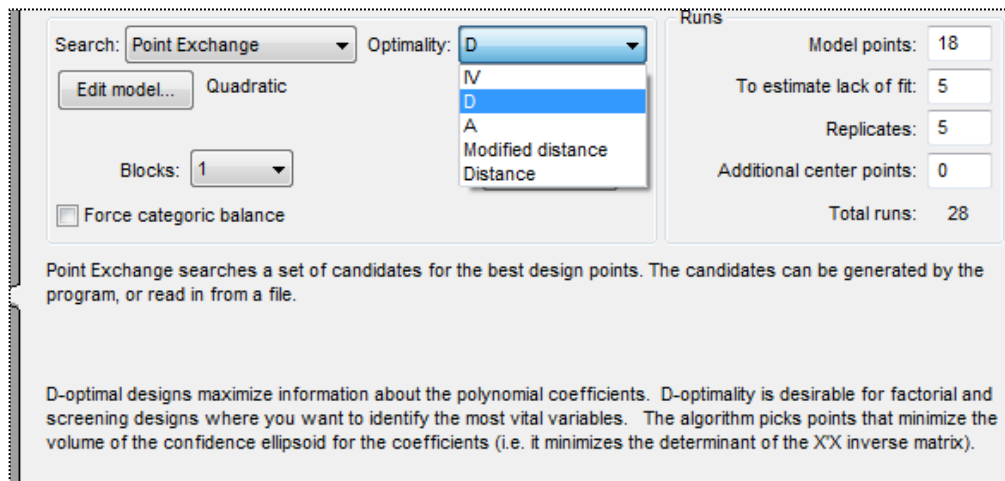 Runs
Search: Point Exchange Optimality: D Model points: 18
IV
Edit model... Quadratic D To estimate lack of fit: 5
A
Modified distance Replicates: 5
Blocks: 1 Distance Additional center points: 0
Force categoric balance Total runs: 28
Point Exchange searches a set of candidates for the best design points. The candidates can be generated by the
program, or read in from a file.
D-optimal designs maximize information about the polynomial coefficients. D-optimality is desirable for factorial and
screening designs where you want to identify the most vital variables. The algorithm picks points that minimize the
volume of the confidence ellipsoid for the coefficients (i.e. it minimizes the determinant of the X'X inverse matrix).